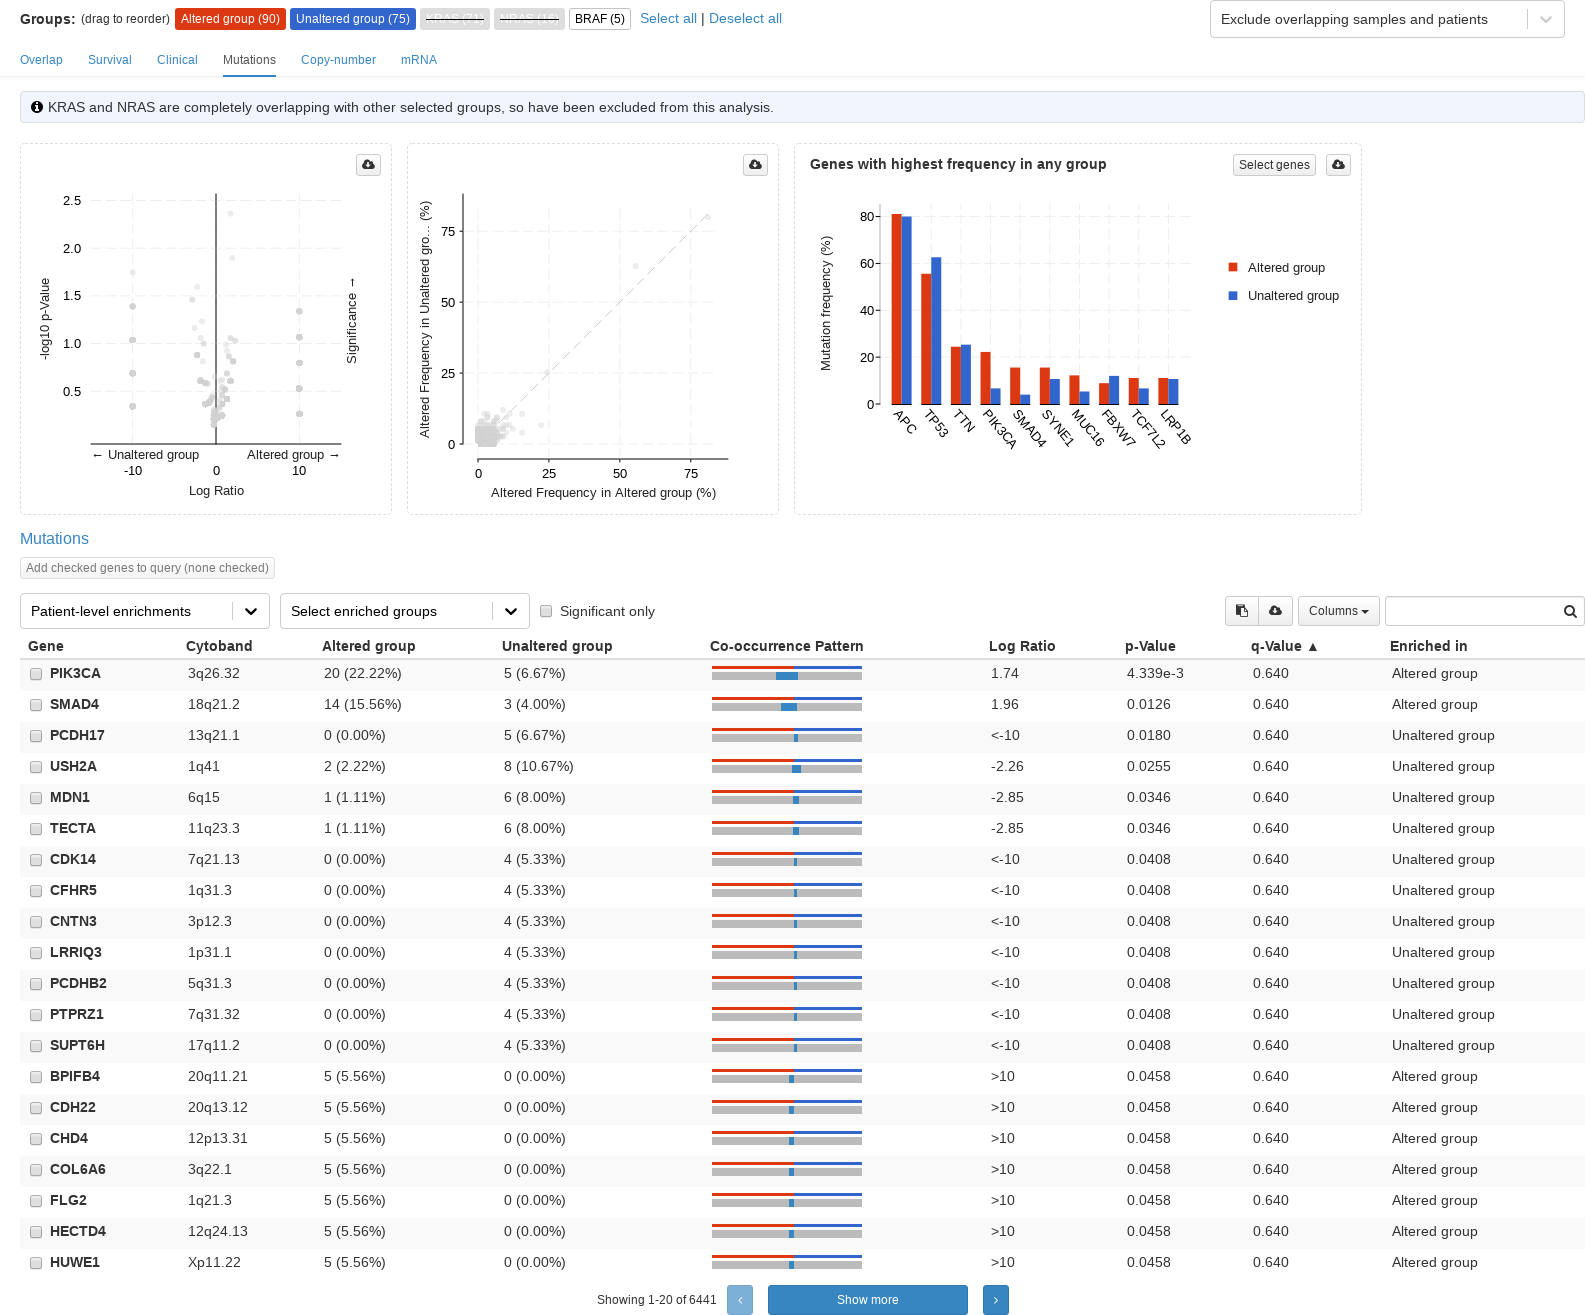 Groups: (drag to reorder) Altered group (90) Unaltered group (75) KRAS (71) NRAS (19) BRAF (5) Select all | Deselect all Exclude overlapping samples and patients
Overlap Survival Clinical Mutations Copy-number mRNA
KRAS and NRAS are completely overlapping with other selected groups, so have been excluded from this analysis.
2.5
2.0
1.5
1.0
0.5
-log10 p-Value
Significance →
← Unaltered group Altered group →
-10 0 10
Log Ratio
75
50
25
0
Altered Frequency in Unaltered gro... (%)
0 25 50 75
Altered Frequency in Altered group (%)
Genes with highest frequency in any group Select genes
80
60
40
20
0
Mutation frequency (%)
APC TP53 TTN PIK3CA SMAD4 SYNE1 MUC16 FBXW7 TCF7L2 LRP1B
Altered group
Unaltered group
Mutations
Add checked genes to query (none checked)
Patient-level enrichments Select enriched groups Significant only Columns
Gene Cytoband Altered group Unaltered group Co-occurrence Pattern Log Ratio p-Value q-Value ▲ Enriched in
PIK3CA 3q26.32 20 (22.22%) 5 (6.67%) 1.74 4.339e-3 0.640 Altered group
SMAD4 18q21.2 14 (15.56%) 3 (4.00%) 1.96 0.0126 0.640 Altered group
PCDH17 13q21.1 0 (0.00%) 5 (6.67%) <-10 0.0180 0.640 Unaltered group
USH2A 1q41 2 (2.22%) 8 (10.67%) -2.26 0.0255 0.640 Unaltered group
MDN1 6q15 1 (1.11%) 6 (8.00%) -2.85 0.0346 0.640 Unaltered group
TECTA 11q23.3 1 (1.11%) 6 (8.00%) -2.85 0.0346 0.640 Unaltered group
CDK14 7q21.13 0 (0.00%) 4 (5.33%) <-10 0.0408 0.640 Unaltered group
CFHR5 1q31.3 0 (0.00%) 4 (5.33%) <-10 0.0408 0.640 Unaltered group
CNTN3 3p12.3 0 (0.00%) 4 (5.33%) <-10 0.0408 0.640 Unaltered group
LRRIQ3 1p31.1 0 (0.00%) 4 (5.33%) <-10 0.0408 0.640 Unaltered group
PCDHB2 5q31.3 0 (0.00%) 4 (5.33%) <-10 0.0408 0.640 Unaltered group
PTPRZ1 7q31.32 0 (0.00%) 4 (5.33%) <-10 0.0408 0.640 Unaltered group
SUPT6H 17q11.2 0 (0.00%) 4 (5.33%) <-10 0.0408 0.640 Unaltered group
BPIFB4 20q11.21 5 (5.56%) 0 (0.00%) >10 0.0458 0.640 Altered group
CDH22 20q13.12 5 (5.56%) 0 (0.00%) >10 0.0458 0.640 Altered group
CHD4 12p13.31 5 (5.56%) 0 (0.00%) >10 0.0458 0.640 Altered group
COL6A6 3q22.1 5 (5.56%) 0 (0.00%) >10 0.0458 0.640 Altered group
FLG2 1q21.3 5 (5.56%) 0 (0.00%) >10 0.0458 0.640 Altered group
HECTD4 12q24.13 5 (5.56%) 0 (0.00%) >10 0.0458 0.640 Altered group
HUWE1 Xp11.22 5 (5.56%) 0 (0.00%) >10 0.0458 0.640 Altered group
Showing 1-20 of 6441 ‹ Show more ›